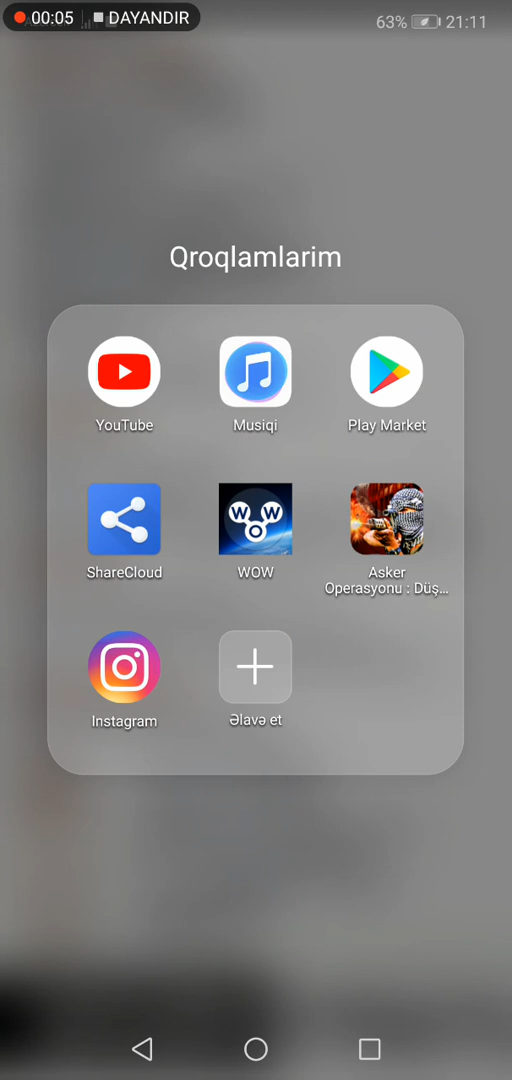 00:05 DAYANDIR
63% 21:11
Qroqlamlarim
YouTube
Musiqi
Play Market
ShareCloud
W W O
WOW
Asker
Operasyonu : Düş...
Instagram
Əlavə et